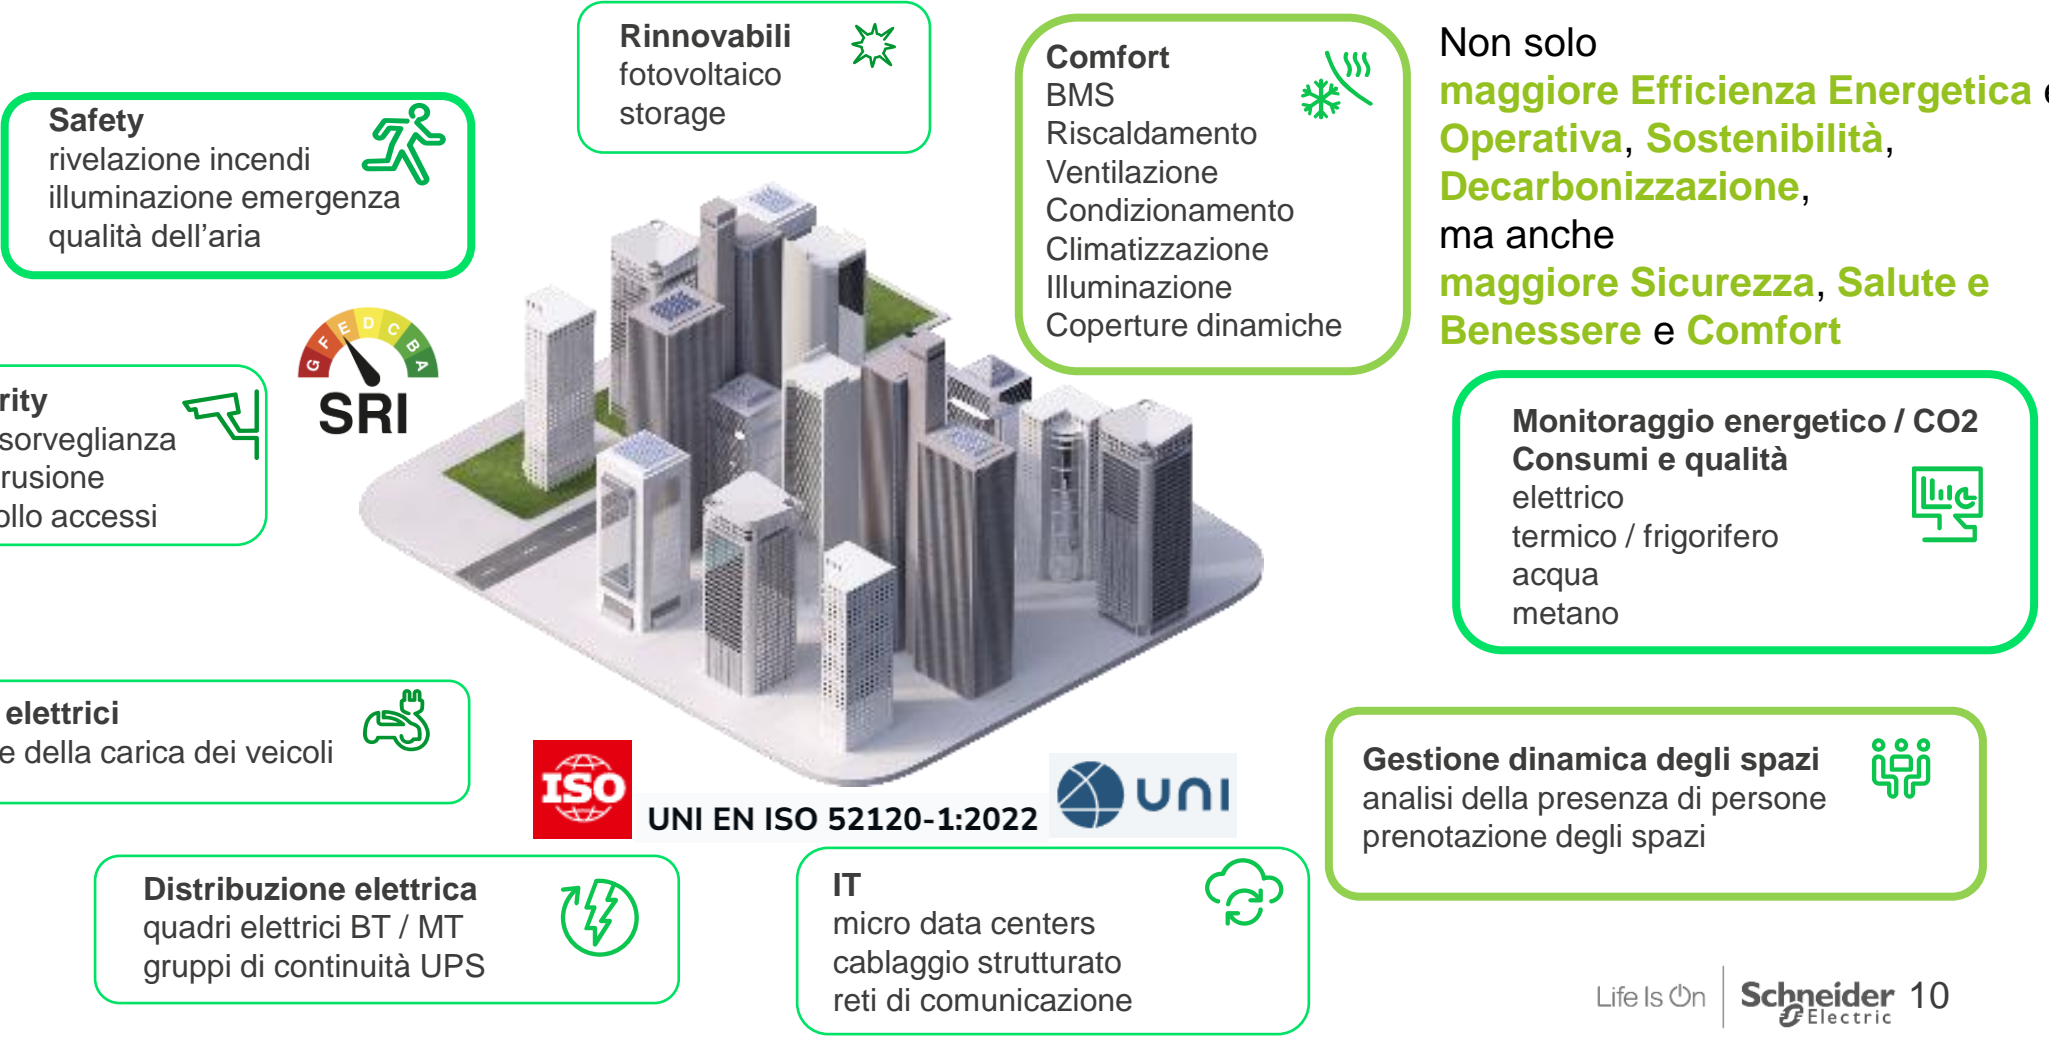 Rinnovabili
fotovoltaico
storage
Safety
rivelazione incendi
illuminazione emergenza
qualità dell'aria
Comfort
BMS
Riscaldamento
Ventilazione
Condizionamento
Climatizzazione
Illuminazione
Coperture dinamiche
Non solo
maggiore Efficienza Energetica e
Operativa, Sostenibilità,
Decarbonizzazione,
ma anche
maggiore Sicurezza, Salute e
Benessere e Comfort
G F E D C B A
SRI
rity
sorveglianza
rusione
ollo accessi
Monitoraggio energetico / CO2
Consumi e qualità
elettrico
termico / frigorifero
acqua
metano
elettrici
e della carica dei veicoli
ISO
UNI EN ISO 52120-1:2022
UNI
Gestione dinamica degli spazi
analisi della presenza di persone
prenotazione degli spazi
Distribuzione elettrica
quadri elettrici BT / MT
gruppi di continuità UPS
IT
micro data centers
cablaggio strutturato
reti di comunicazione
Life Is On
Schneider
Electric
10